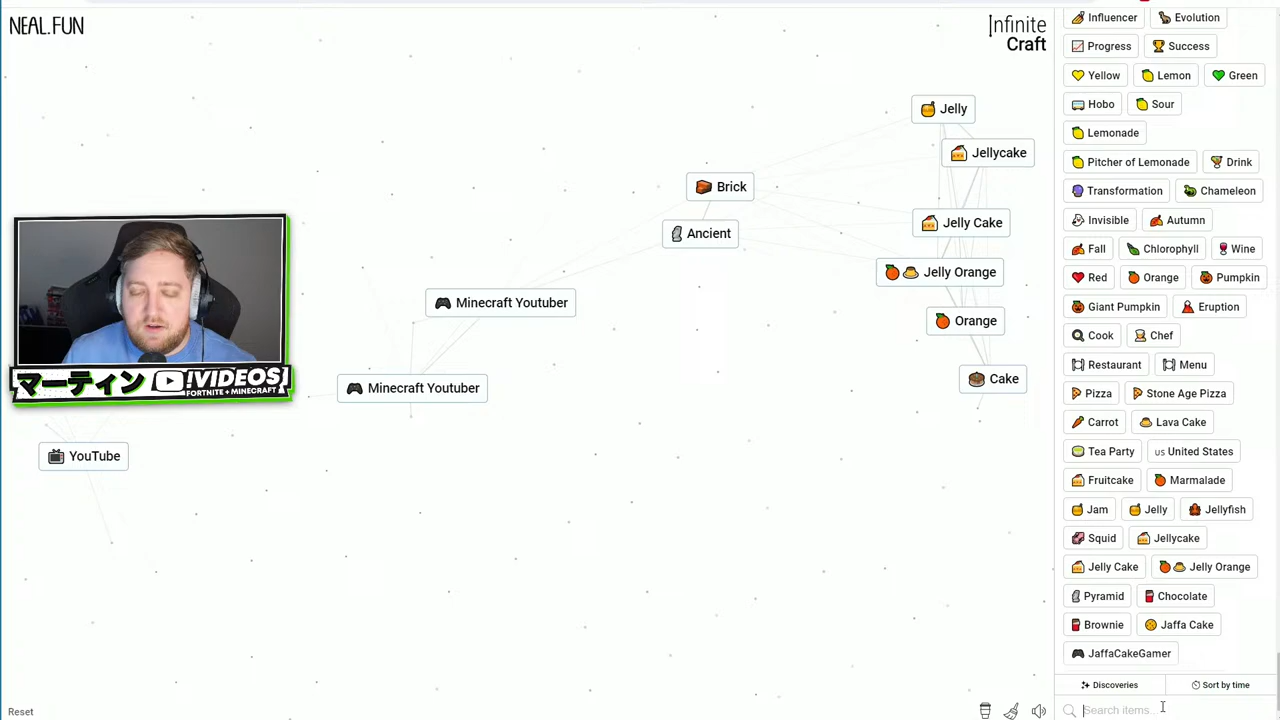 NEAL.FUN
Infinite
Craft
Jelly
Jellycake
Brick
Jelly Cake
Ancient
Jelly Orange
Minecraft Youtuber
Orange
Cake
Minecraft Youtuber
マーティン !VIDEOS
FORTNITE + MINECRAFT
YouTube
Reset
Influencer Evolution
Progress Success
Yellow Lemon Green
Hobo Sour
Lemonade
Pitcher of Lemonade Drink
Transformation Chameleon
Invisible Autumn
Fall Chlorophyll Wine
Red Orange Pumpkin
Giant Pumpkin Eruption
Cook Chef
Restaurant Menu
Pizza Stone Age Pizza
Carrot Lava Cake
Tea Party us United States
Fruitcake Marmalade
Jam Jelly Jellyfish
Squid Jellycake
Jelly Cake Jelly Orange
Pyramid Chocolate
Brownie Jaffa Cake
JaffaCakeGamer
Discoveries Sort by time
Search items...